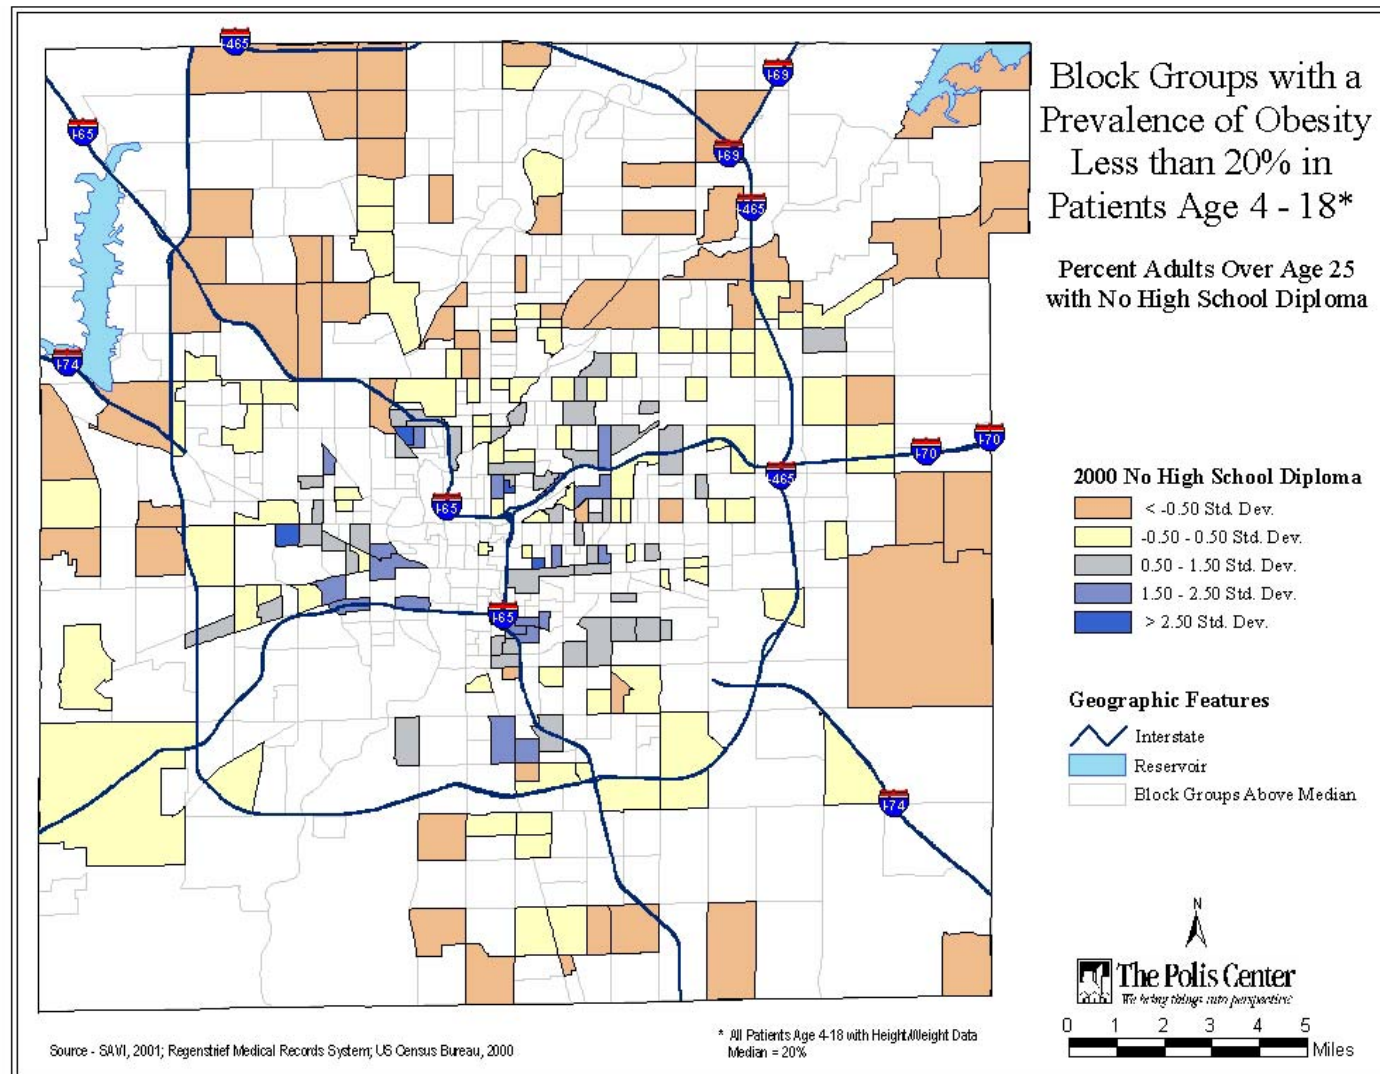 Block Groups with a
Prevalence of Obesity
Less than 20% in
Patients Age 4 - 18*
Percent Adults Over Age 25
with No High School Diploma
I-465
I-69
I-65
I-69
I-465
I-74
I-70
I-70
I-465
I-65
I-65
I-74
2000 No High School Diploma
< -0.50 Std. Dev.
-0.50 - 0.50 Std. Dev.
0.50 - 1.50 Std. Dev.
1.50 - 2.50 Std. Dev.
> 2.50 Std. Dev.
Geographic Features
Interstate
Reservoir
Block Groups Above Median
N
The Polis Center
We bring things into perspective
0 1 2 3 4 5
Miles
* All Patients Age 4-18 with Height/Weight Data
Median = 20%
Source - SAVI, 2001; Regenstrief Medical Records System; US Census Bureau, 2000